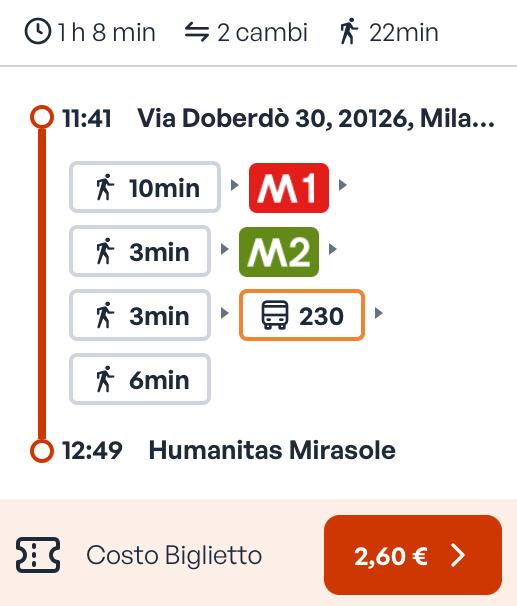 1 h 8 min 2 cambi 22min
11:41 Via Doberdò 30, 20126, Mila...
10min M1
3min M2
3min 230
6min
12:49 Humanitas Mirasole
Costo Biglietto 2,60 €